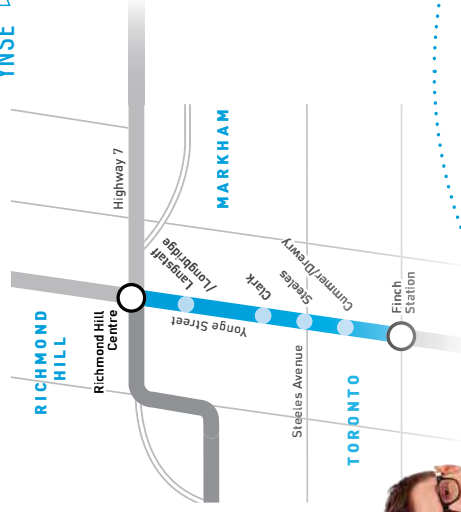 YNSE
MARKHAM
Highway 7
Langstaff
/Longbridge
Clark
Steeles
Cummer/Drewry
Finch
Station
Yonge Street
Richmond Hill
Centre
RICHMOND
HILL
Steeles Avenue
TORONTO